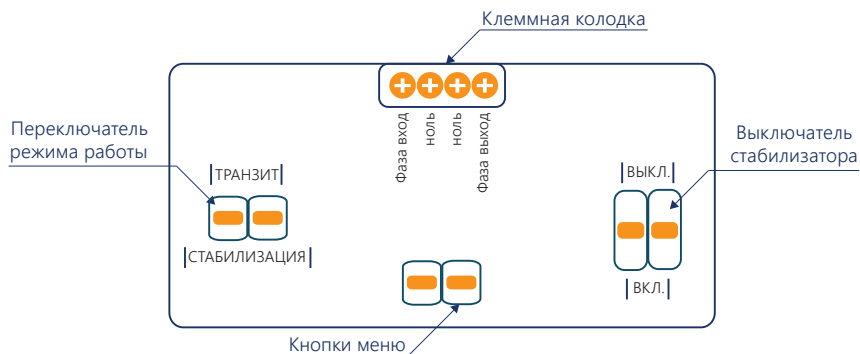 Клеммная колодка
Переключатель
режима работы
Фаза вход
ноль
ноль
Фаза выход
Выключатель
стабилизатора
|ТРАНЗИТ|
|ВЫКЛ.|
|СТАБИЛИЗАЦИЯ|
|ВКЛ.|
Кнопки меню